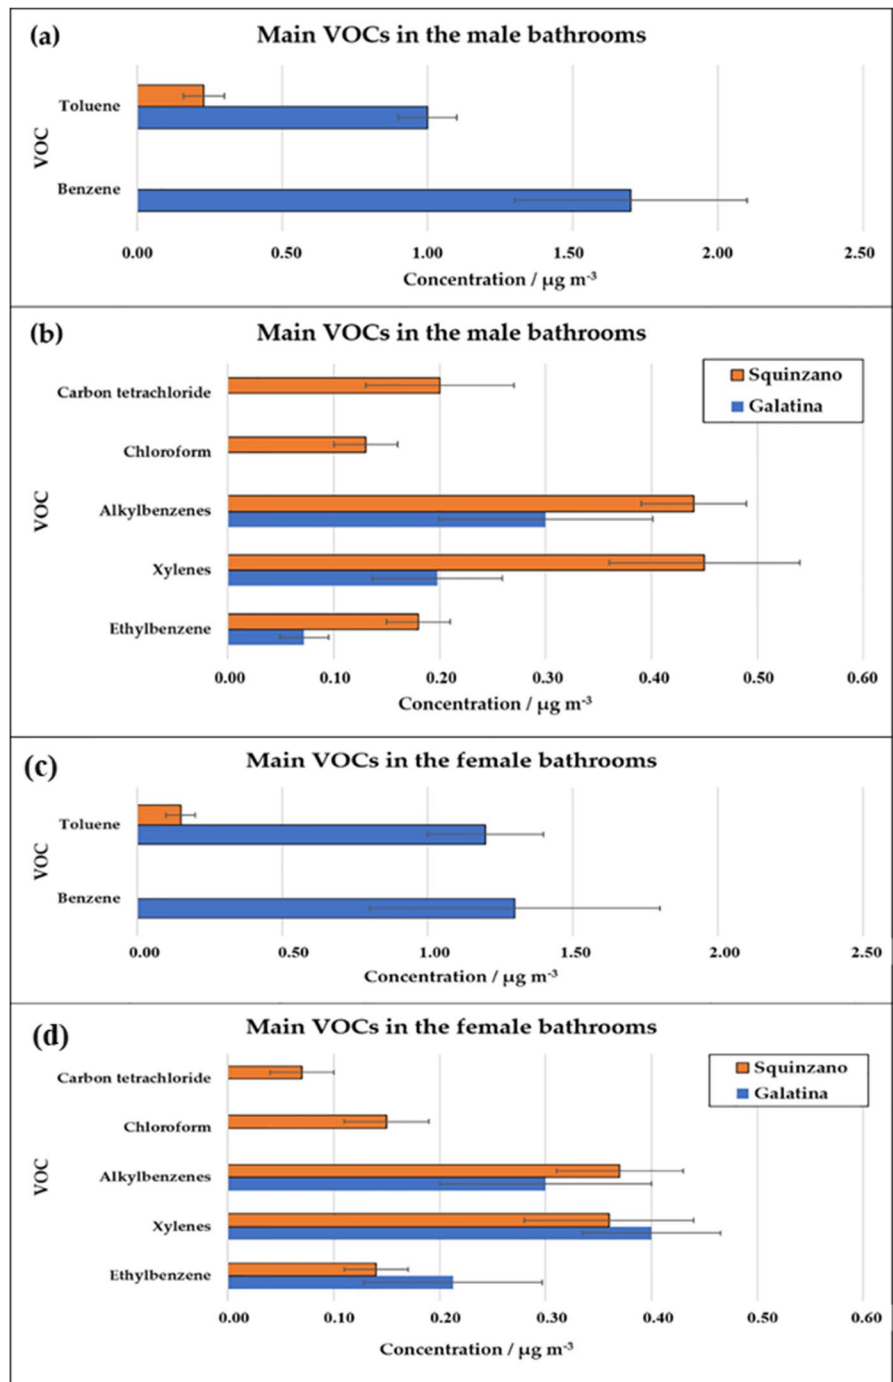 (a)
Main VOCs in the male bathrooms
Toluene
VOC
Benzene
0.00 0.50 1.00 1.50 2.00 2.50
Concentration / µg m-3
(b)
Main VOCs in the male bathrooms
Squinzano
Galatina
Carbon tetrachloride
Chloroform
VOC
Alkylbenzenes
Xylenes
Ethylbenzene
0.00 0.10 0.20 0.30 0.40 0.50 0.60
Concentration / µg m-3
(c)
Main VOCs in the female bathrooms
Toluene
VOC
Benzene
0.00 0.50 1.00 1.50 2.00 2.50
Concentration / µg m-3
(d)
Main VOCs in the female bathrooms
Squinzano
Galatina
Carbon tetrachloride
Chloroform
VOC
Alkylbenzenes
Xylenes
Ethylbenzene
0.00 0.10 0.20 0.30 0.40 0.50 0.60
Concentration / µg m-3